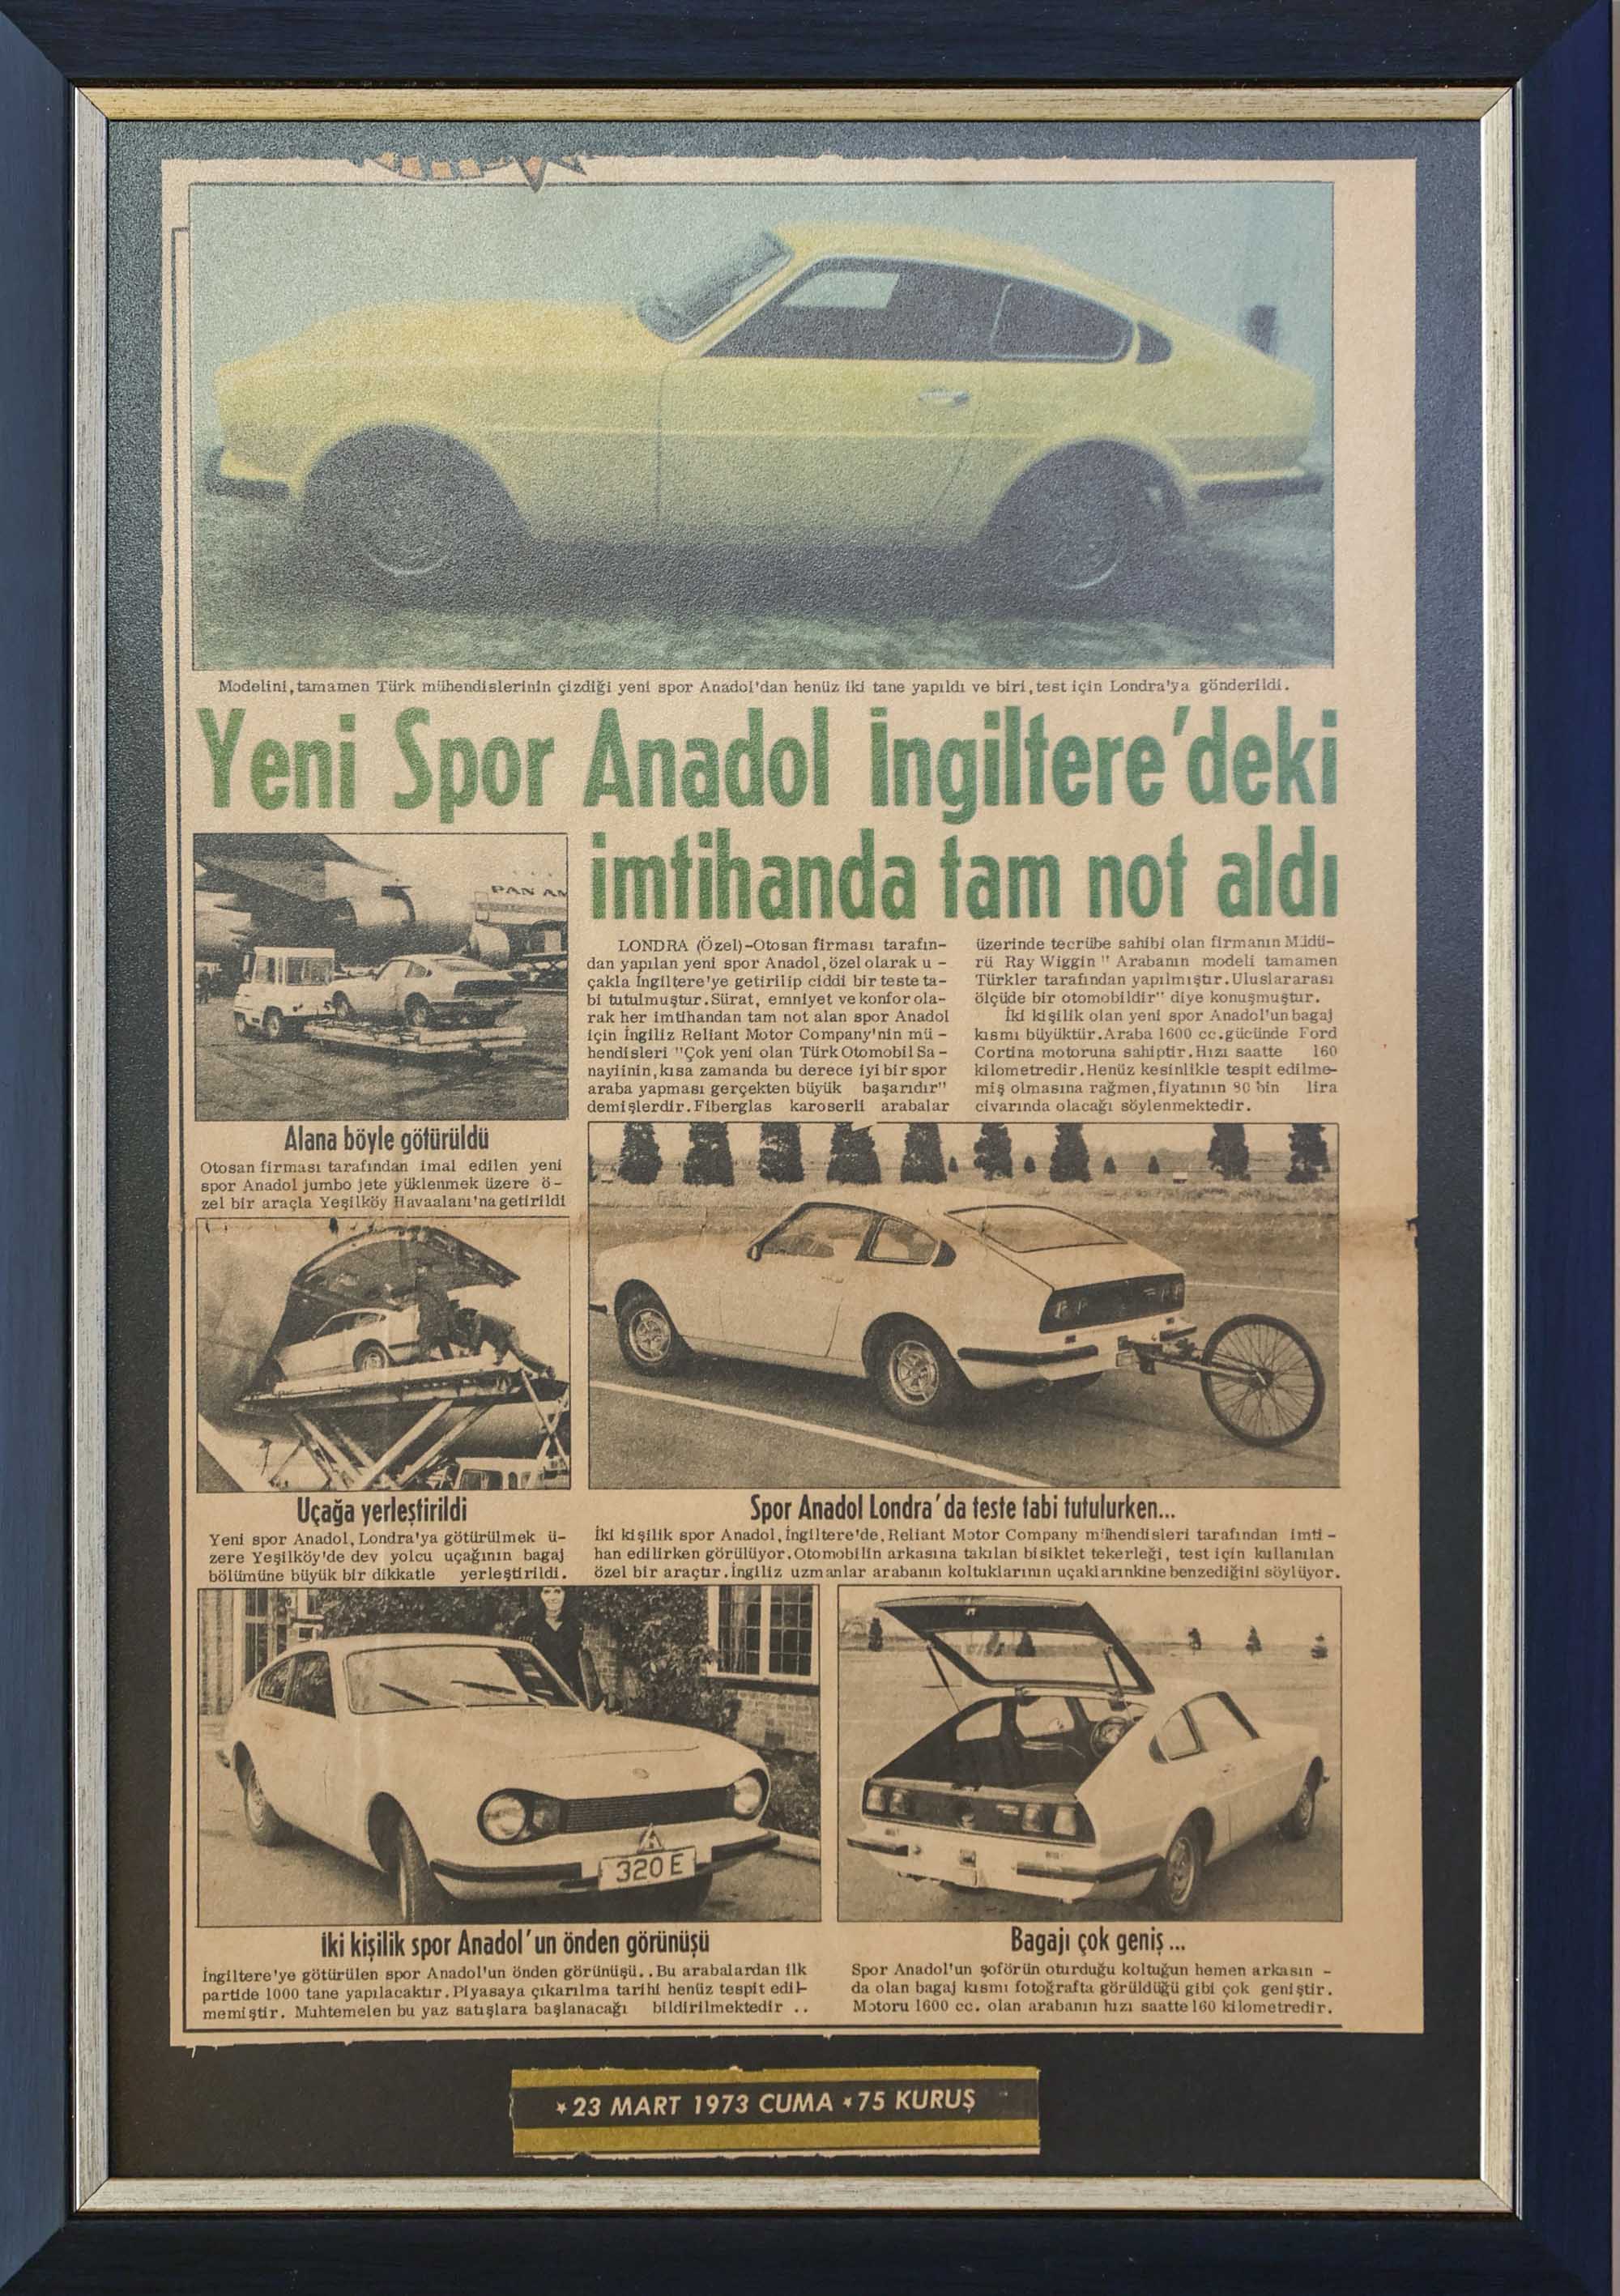 Modelini, tamamen Türk mühendislerinin çizdiği yeni spor Anadol'dan henüz iki tane yapıldı ve biri, test için Londra'ya gönderildi.
Yeni Spor Anadol İngiltere'deki
imtihanda tam not aldı
PAN AM
LONDRA (Özel)-Otosan firması tarafın-
dan yapılan yeni spor Anadol, özel olarak u -
çakla İngiltere'ye getirilip ciddi bir teste ta-
bi tutulmuştur. Sürat, emniyet ve konfor ola-
rak her imtihandan tam not alan spor Anadol
için İngiliz Reliant Motor Company'nin mü -
hendisleri "Çok yeni olan Türk Otomobil Sa -
nayiinin, kısa zamanda bu derece iyi bir spor
araba yapması gerçekten büyük başarıdır"
demişlerdir. Fiberglas karoserli arabalar
üzerinde tecrübe sahibi olan firmanın Müdü-
rü Ray Wiggin " Arabanın modeli tamamen
Türkler tarafından yapılmıştır. Uluslararası
ölçüde bir otomobildir" diye konuşmuştur.
İki kişilik olan yeni spor Anadol'un bagaj
kısmı büyüktür. Araba 1600 cc. gücünde Ford
Cortina motoruna sahiptir. Hızı saatte 160
kilometredir. Henüz kesinlikle tespit edilme-
miş olmasına rağmen, fiyatının 80 bin lira
civarında olacağı söylenmektedir.
Alana böyle götürüldü
Otosan firması tarafından imal edilen yeni
spor Anadol jumbo jete yüklenmek üzere ö -
zel bir araçla Yeşilköy Havaalanı'na getirildi
Uçağa yerleştirildi
Yeni spor Anadol, Londra'ya götürülmek ü-
zere Yeşilköy'de dev yolcu uçağının bagaj
bölümüne büyük bir dikkatle yerleştirildi.
Spor Anadol Londra'da teste tabi tutulurken...
İki kişilik spor Anadol, İngiltere'de, Reliant Motor Company mühendisleri tarafından imti -
han edilirken görülüyor. Otomobilin arkasına takılan bisiklet tekerleği, test için kullanılan
özel bir araçtır. İngiliz uzmanlar arabanın koltuklarının uçaklarınkine benzediğini söylüyor.
320 E
İki kişilik spor Anadol'un önden görünüşü
İngiltere'ye götürülen spor Anadol'un önden görünüşü.. Bu arabalardan ilk
partide 1000 tane yapılacaktır. Piyasaya çıkarılma tarihi henüz tespit edil-
memiştir. Muhtemelen bu yaz satışlara başlanacağı bildirilmektedir ..
Bagajı çok geniş...
Spor Anadol'un şoförün oturduğu koltuğun hemen arkasın -
da olan bagaj kısmı fotoğrafta görüldüğü gibi çok geniştir.
Motoru 1600 cc. olan arabanın hızı saatte 160 kilometredir.
★ 23 MART 1973 CUMA ★ 75 KURUŞ